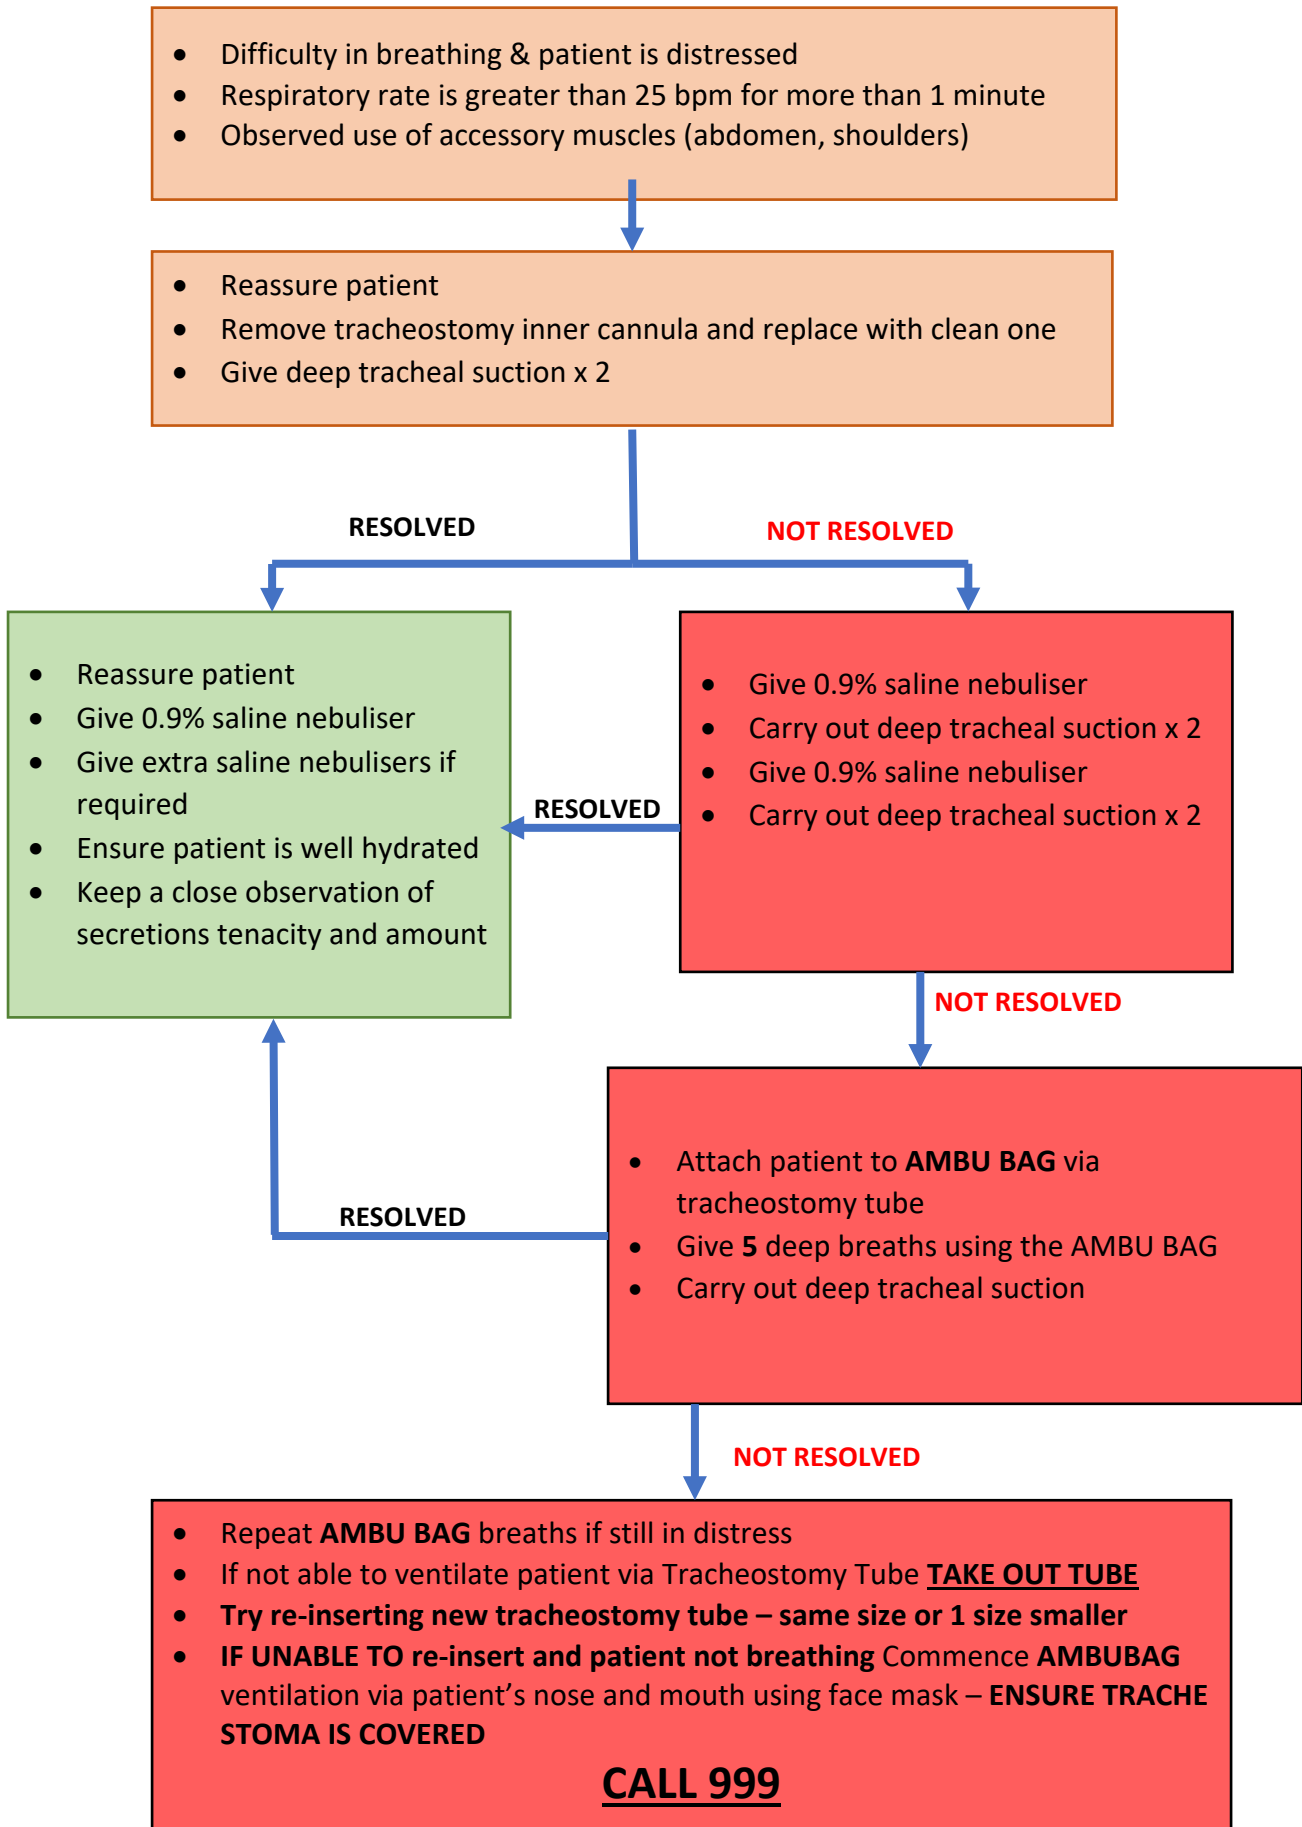 • Difficulty in breathing & patient is distressed
• Respiratory rate is greater than 25 bpm for more than 1 minute
• Observed use of accessory muscles (abdomen, shoulders)
• Reassure patient
• Remove tracheostomy inner cannula and replace with clean one
• Give deep tracheal suction x 2
RESOLVED
NOT RESOLVED
• Reassure patient
• Give 0.9% saline nebuliser
• Give extra saline nebulisers if
required
• Ensure patient is well hydrated
• Keep a close observation of
secretions tenacity and amount
RESOLVED
• Give 0.9% saline nebuliser
• Carry out deep tracheal suction x 2
• Give 0.9% saline nebuliser
• Carry out deep tracheal suction x 2
NOT RESOLVED
RESOLVED
• Attach patient to AMBU BAG via
tracheostomy tube
• Give 5 deep breaths using the AMBU BAG
• Carry out deep tracheal suction
NOT RESOLVED
• Repeat AMBU BAG breaths if still in distress
• If not able to ventilate patient via Tracheostomy Tube TAKE OUT TUBE
• Try re-inserting new tracheostomy tube – same size or 1 size smaller
• IF UNABLE TO re-insert and patient not breathing Commence AMBUBAG
ventilation via patient’s nose and mouth using face mask – ENSURE TRACHE
STOMA IS COVERED
CALL 999